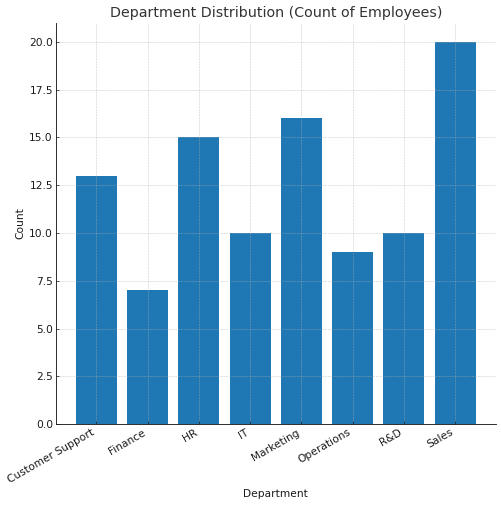 Department Distribution (Count of Employees)
20.0
17.5
15.0
12.5
10.0
7.5
5.0
2.5
0.0
Count
Customer Support
Finance
HR
IT
Marketing
Operations
R&D
Sales
Department